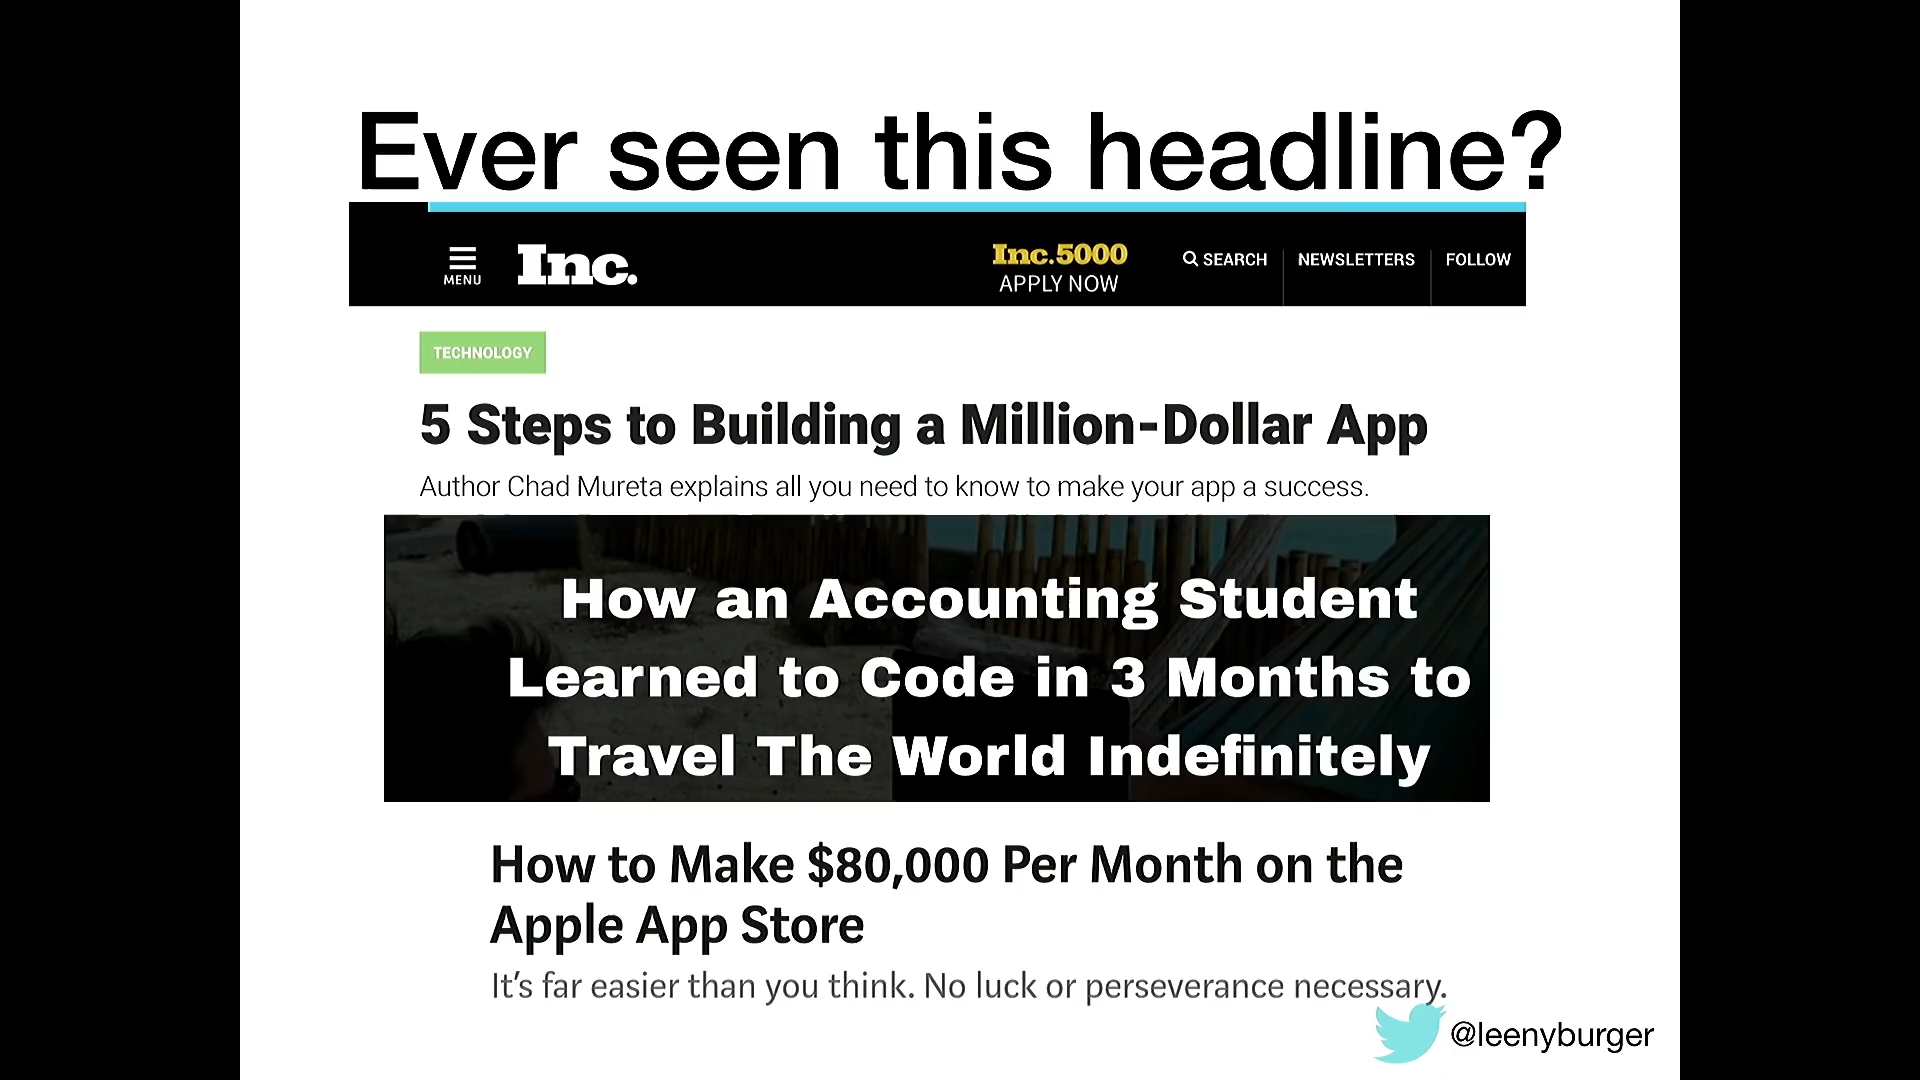 Ever seen this headline?
MENU
Inc.
Inc.5000
APPLY NOW
SEARCH
NEWSLETTERS
FOLLOW
TECHNOLOGY
5 Steps to Building a Million-Dollar App
Author Chad Mureta explains all you need to know to make your app a success.
How an Accounting Student
Learned to Code in 3 Months to
Travel The World Indefinitely
How to Make $80,000 Per Month on the
Apple App Store
It’s far easier than you think. No luck or perseverance necessary.
@leenyburger